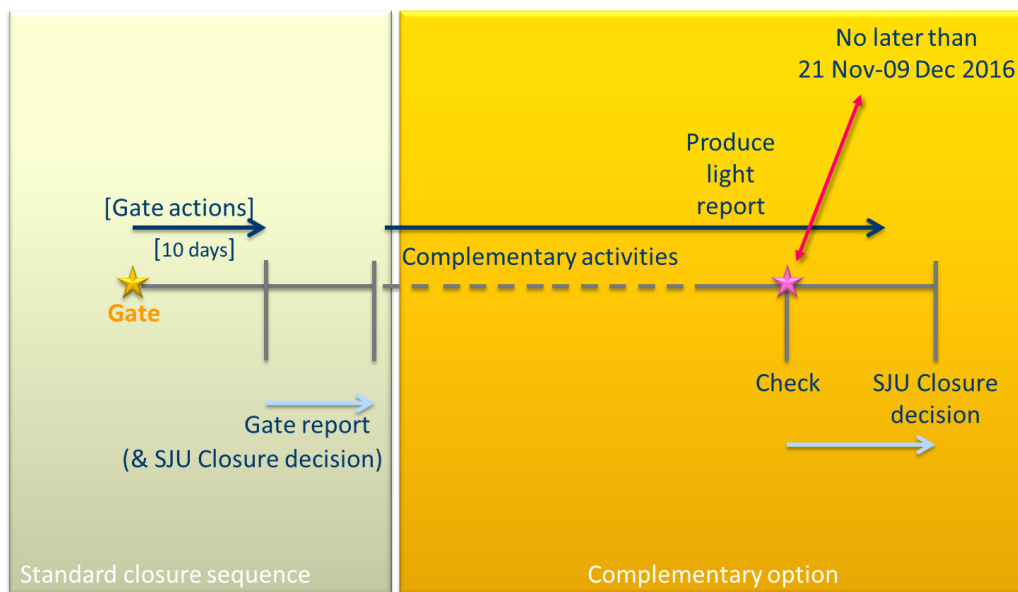 No later than
21 Nov-09 Dec 2016
Produce
light
report
[Gate actions]
[10 days]
Complementary activities
Gate
Check
SJU Closure
decision
Gate report
(& SJU Closure decision)
Standard closure sequence
Complementary option